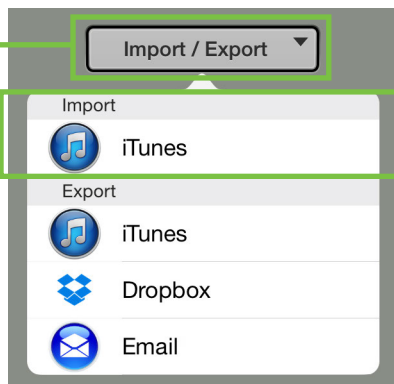 Import / Export
Import
iTunes
Export
iTunes
Dropbox
Email